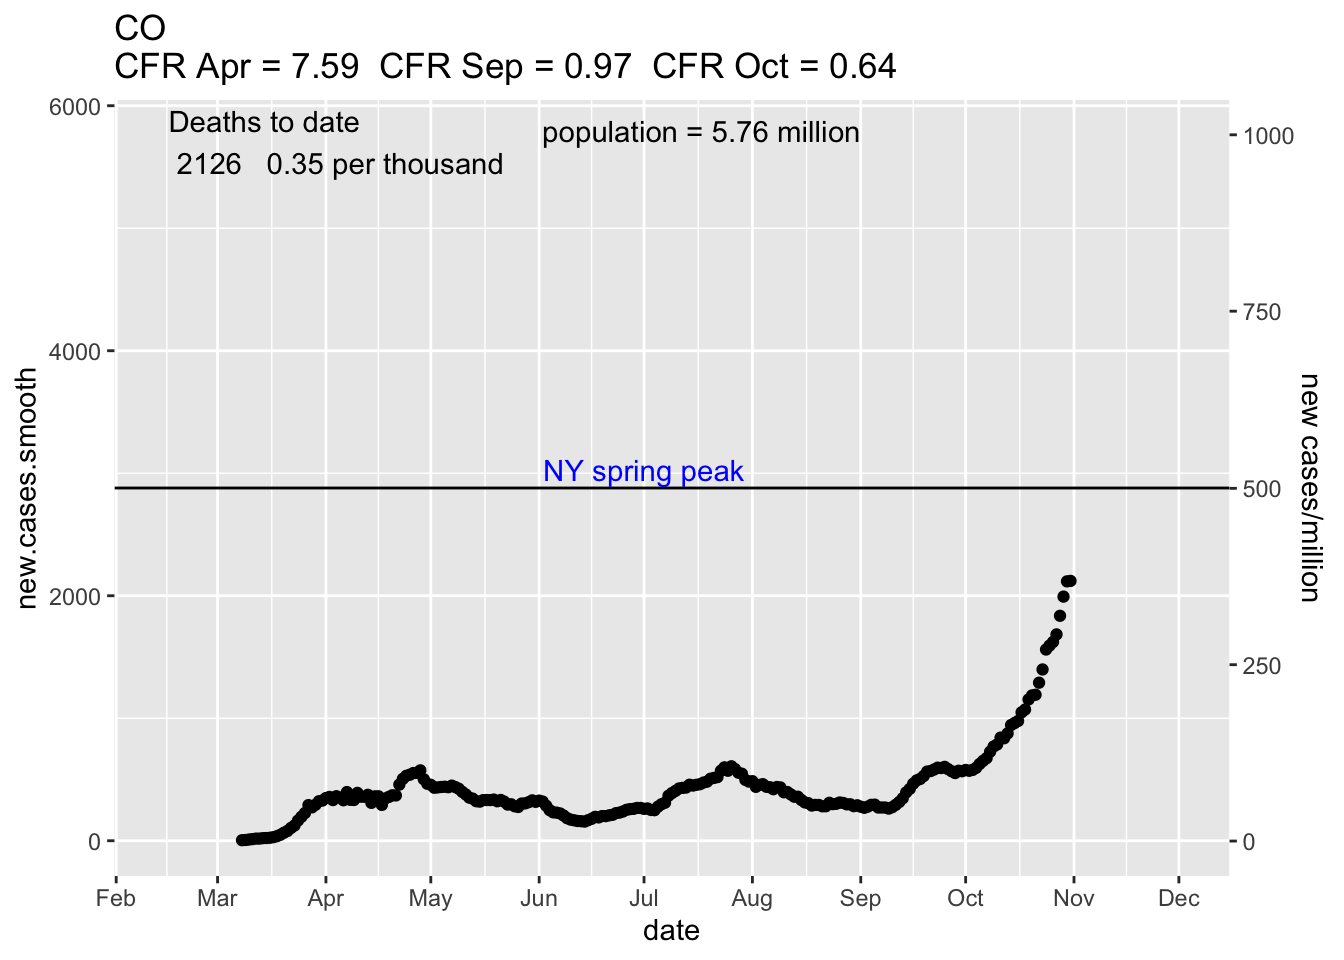 CO
CFR Apr = 7.59  CFR Sep = 0.97  CFR Oct = 0.64
Deaths to date
2126   0.35 per thousand
population = 5.76 million
NY spring peak
new.cases.smooth
6000
4000
2000
0
1000
750
500
250
0
new cases/million
Feb Mar Apr May Jun Jul Aug Sep Oct Nov Dec
date